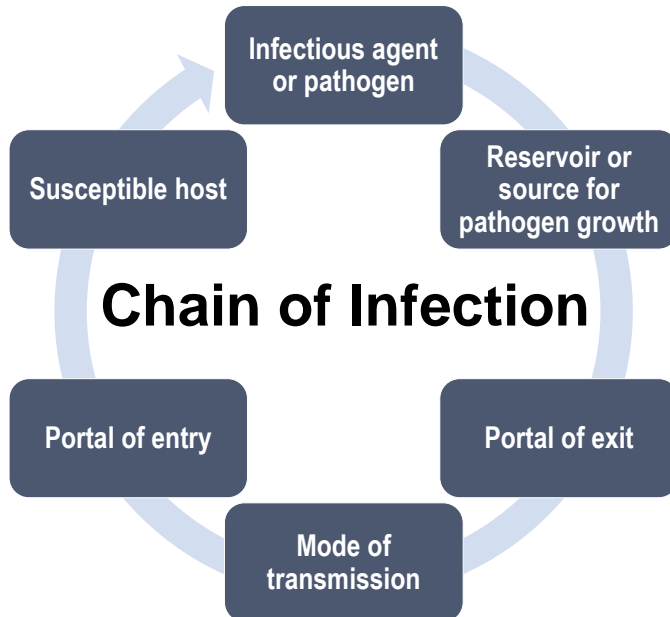 Infectious agent
or pathogen
Reservoir or
source for
pathogen growth
Susceptible host
Chain of Infection
Portal of entry
Portal of exit
Mode of
transmission